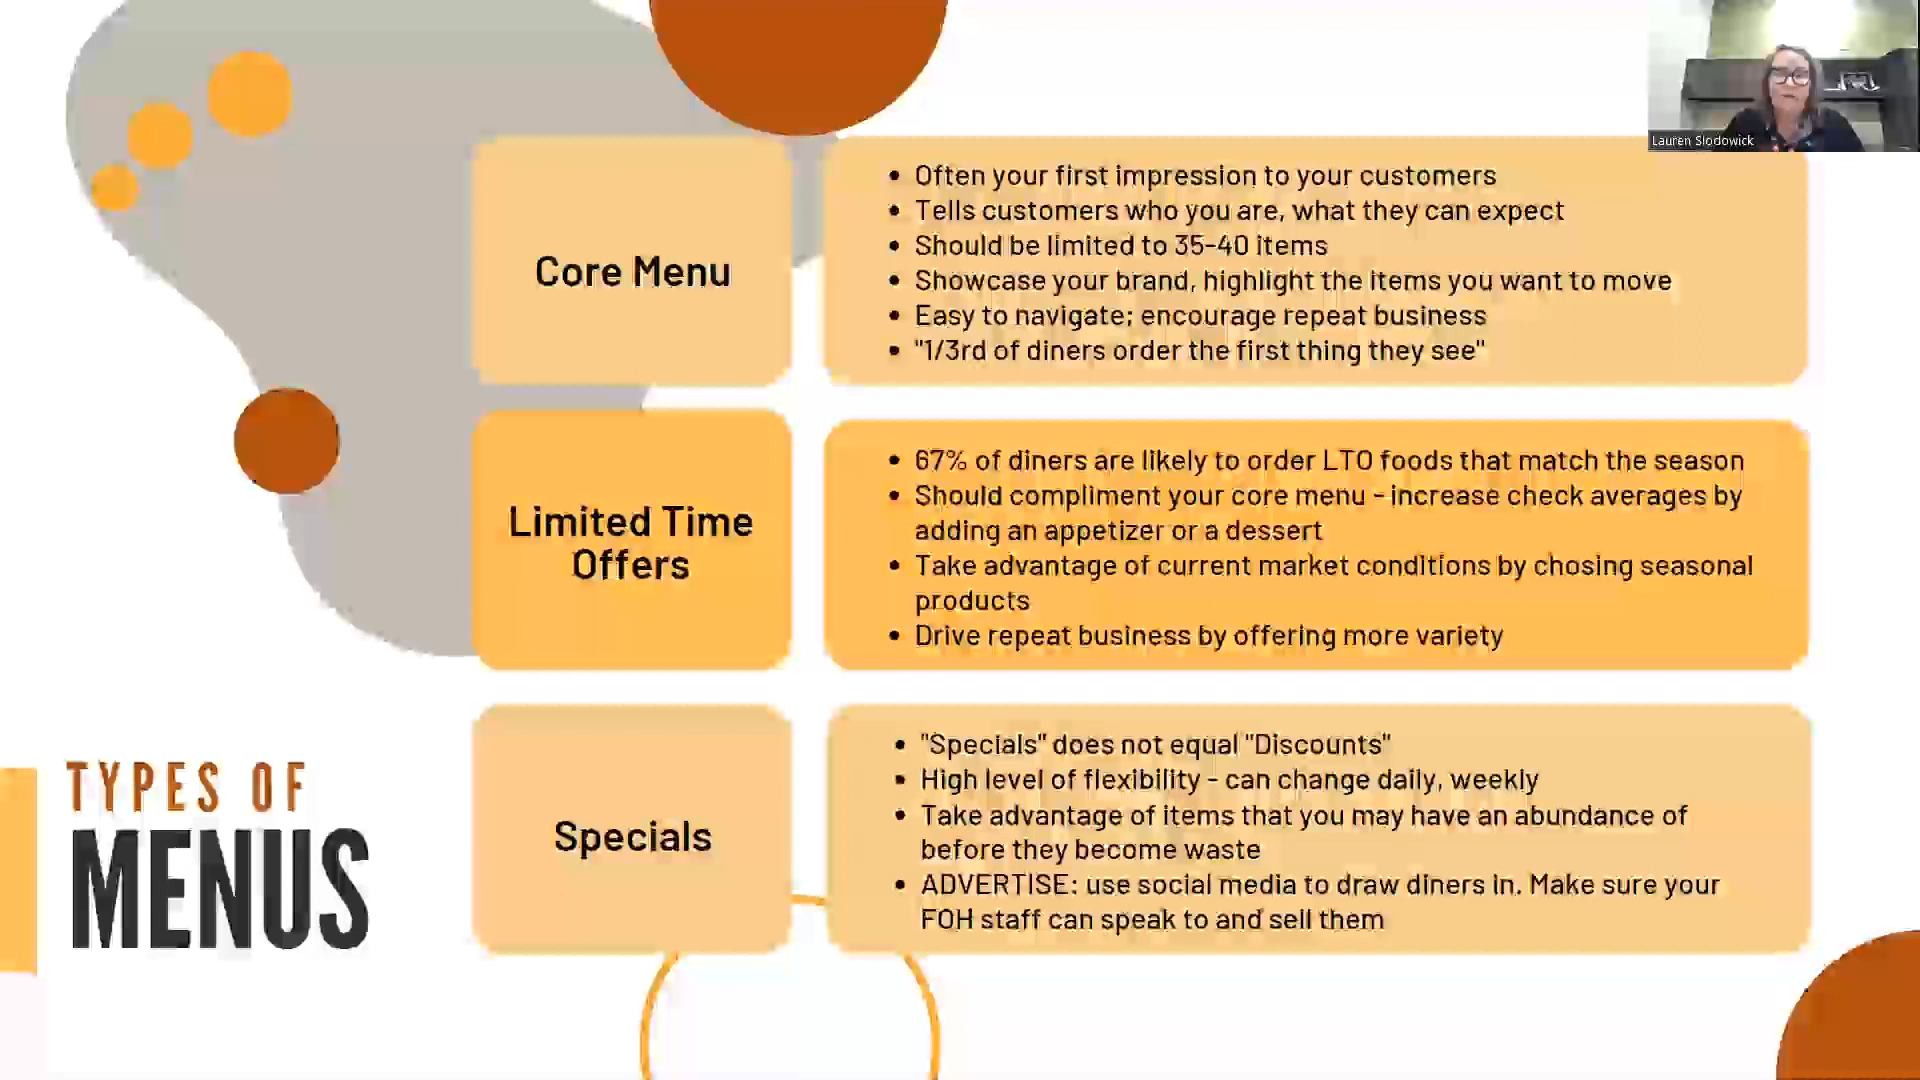 Lauren Slodowick
Core Menu
• Often your first impression to your customers
• Tells customers who you are, what they can expect
• Should be limited to 35-40 items
• Showcase your brand, highlight the items you want to move
• Easy to navigate; encourage repeat business
• "1/3rd of diners order the first thing they see"
Limited Time
Offers
• 67% of diners are likely to order LTO foods that match the season
• Should compliment your core menu - increase check averages by
adding an appetizer or a dessert
• Take advantage of current market conditions by chosing seasonal
products
• Drive repeat business by offering more variety
TYPES OF
MENUS
Specials
• "Specials" does not equal "Discounts"
• High level of flexibility - can change daily, weekly
• Take advantage of items that you may have an abundance of
before they become waste
• ADVERTISE: use social media to draw diners in. Make sure your
FOH staff can speak to and sell them